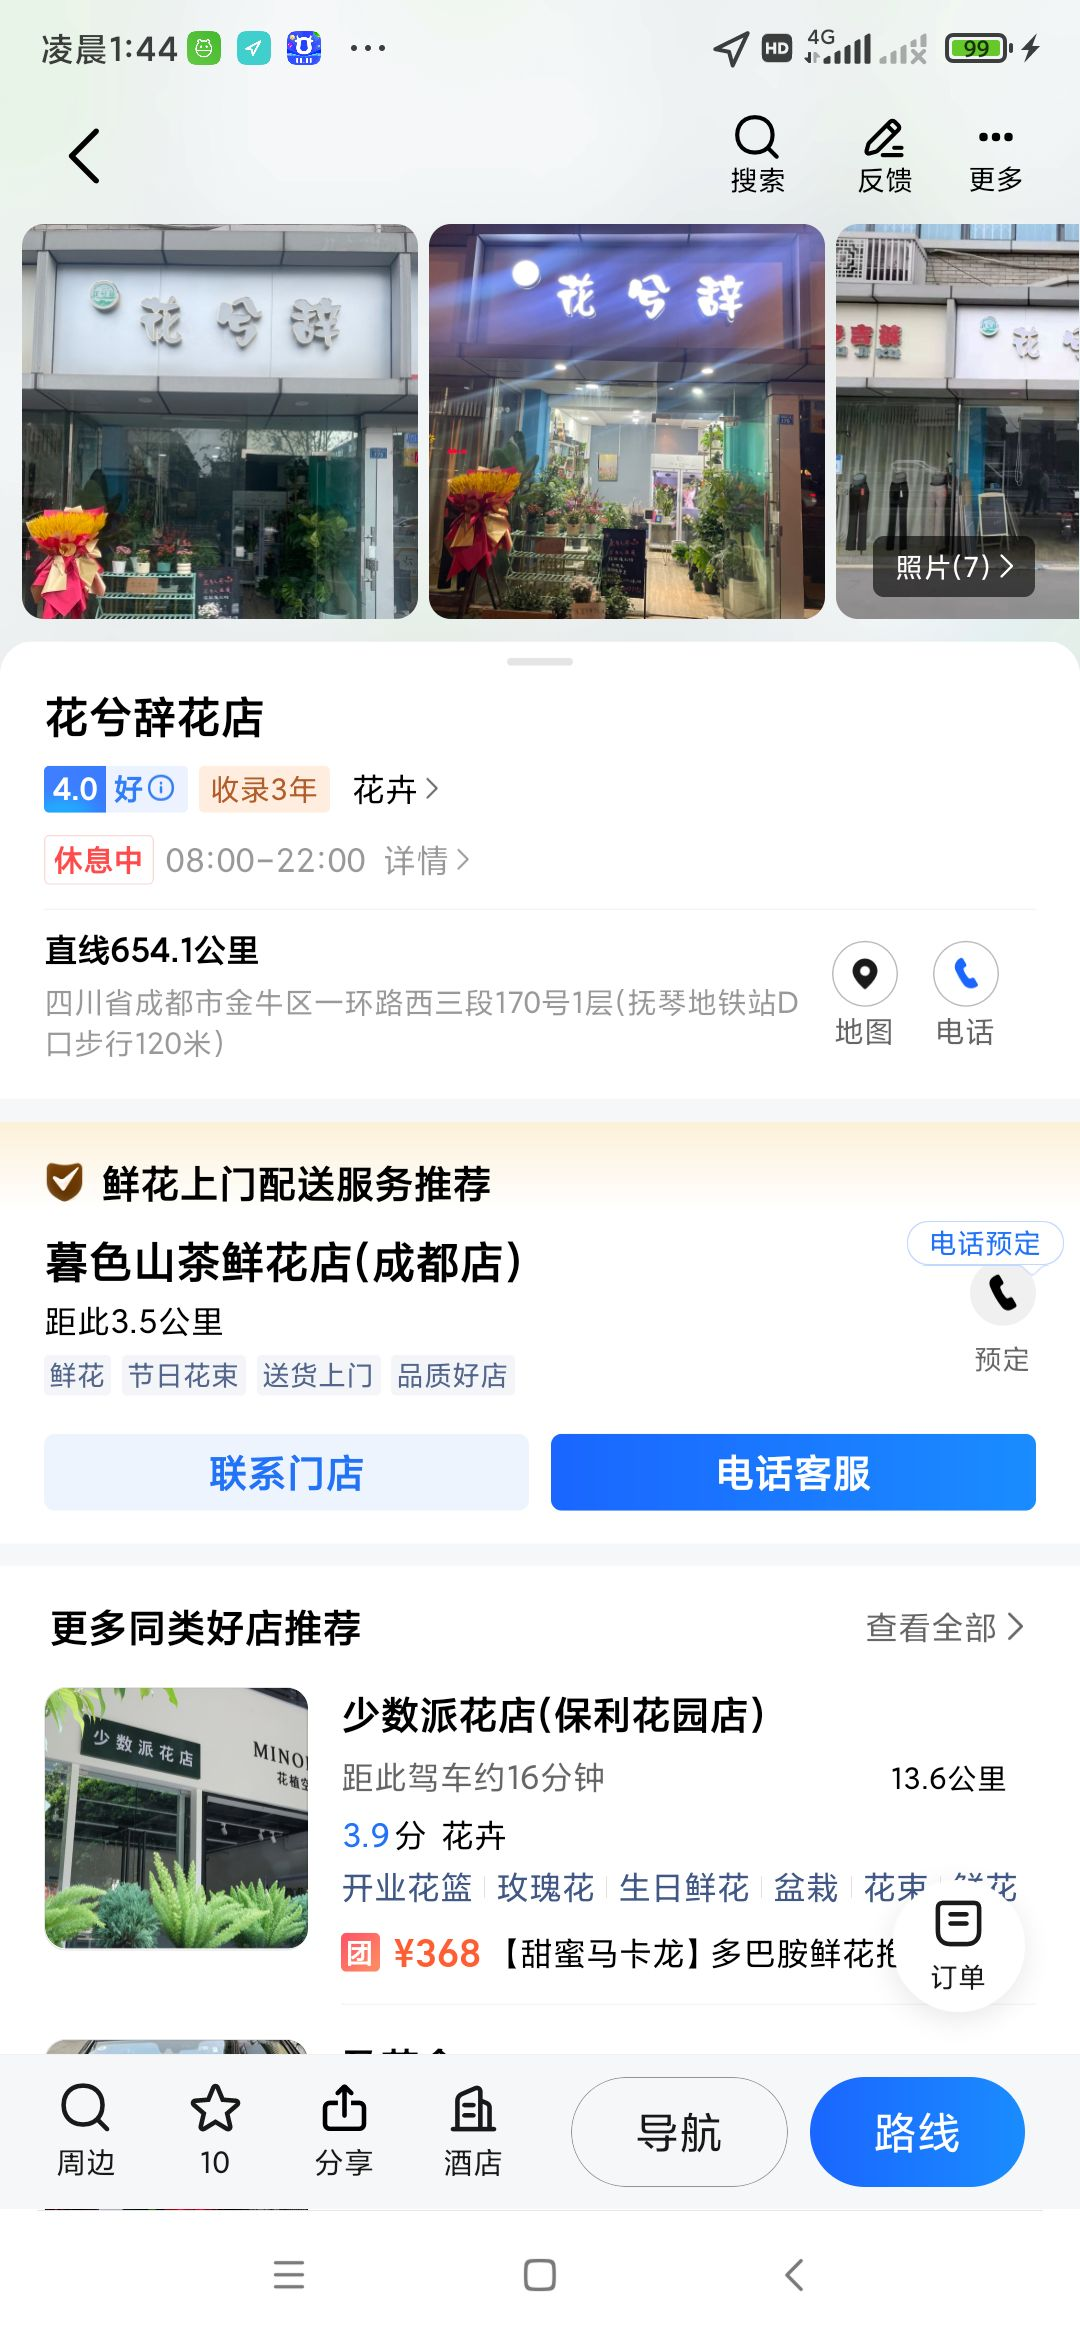 凌晨1:44
HD
4G
99
搜索
反馈
更多
花兮辞
花兮辞
照片(7)
花兮辞花店
4.0 好 收录3年 花卉
休息中 08:00-22:00 详情
直线654.1公里
四川省成都市金牛区一环路西三段170号1层(抚琴地铁站D
口步行120米)
地图
电话
鲜花上门配送服务推荐
暮色山茶鲜花店(成都店)
电话预定
距此3.5公里
预定
鲜花 节日花束 送货上门 品质好店
联系门店
电话客服
更多同类好店推荐
查看全部
少数派花店
少数派花店(保利花园店)
距此驾车约16分钟
13.6公里
3.9分 花卉
开业花篮 玫瑰花 生日鲜花 盆栽 花束 鲜花
团 ¥368 【甜蜜马卡龙】多巴胺鲜花
订单
周边
10
分享
酒店
导航
路线